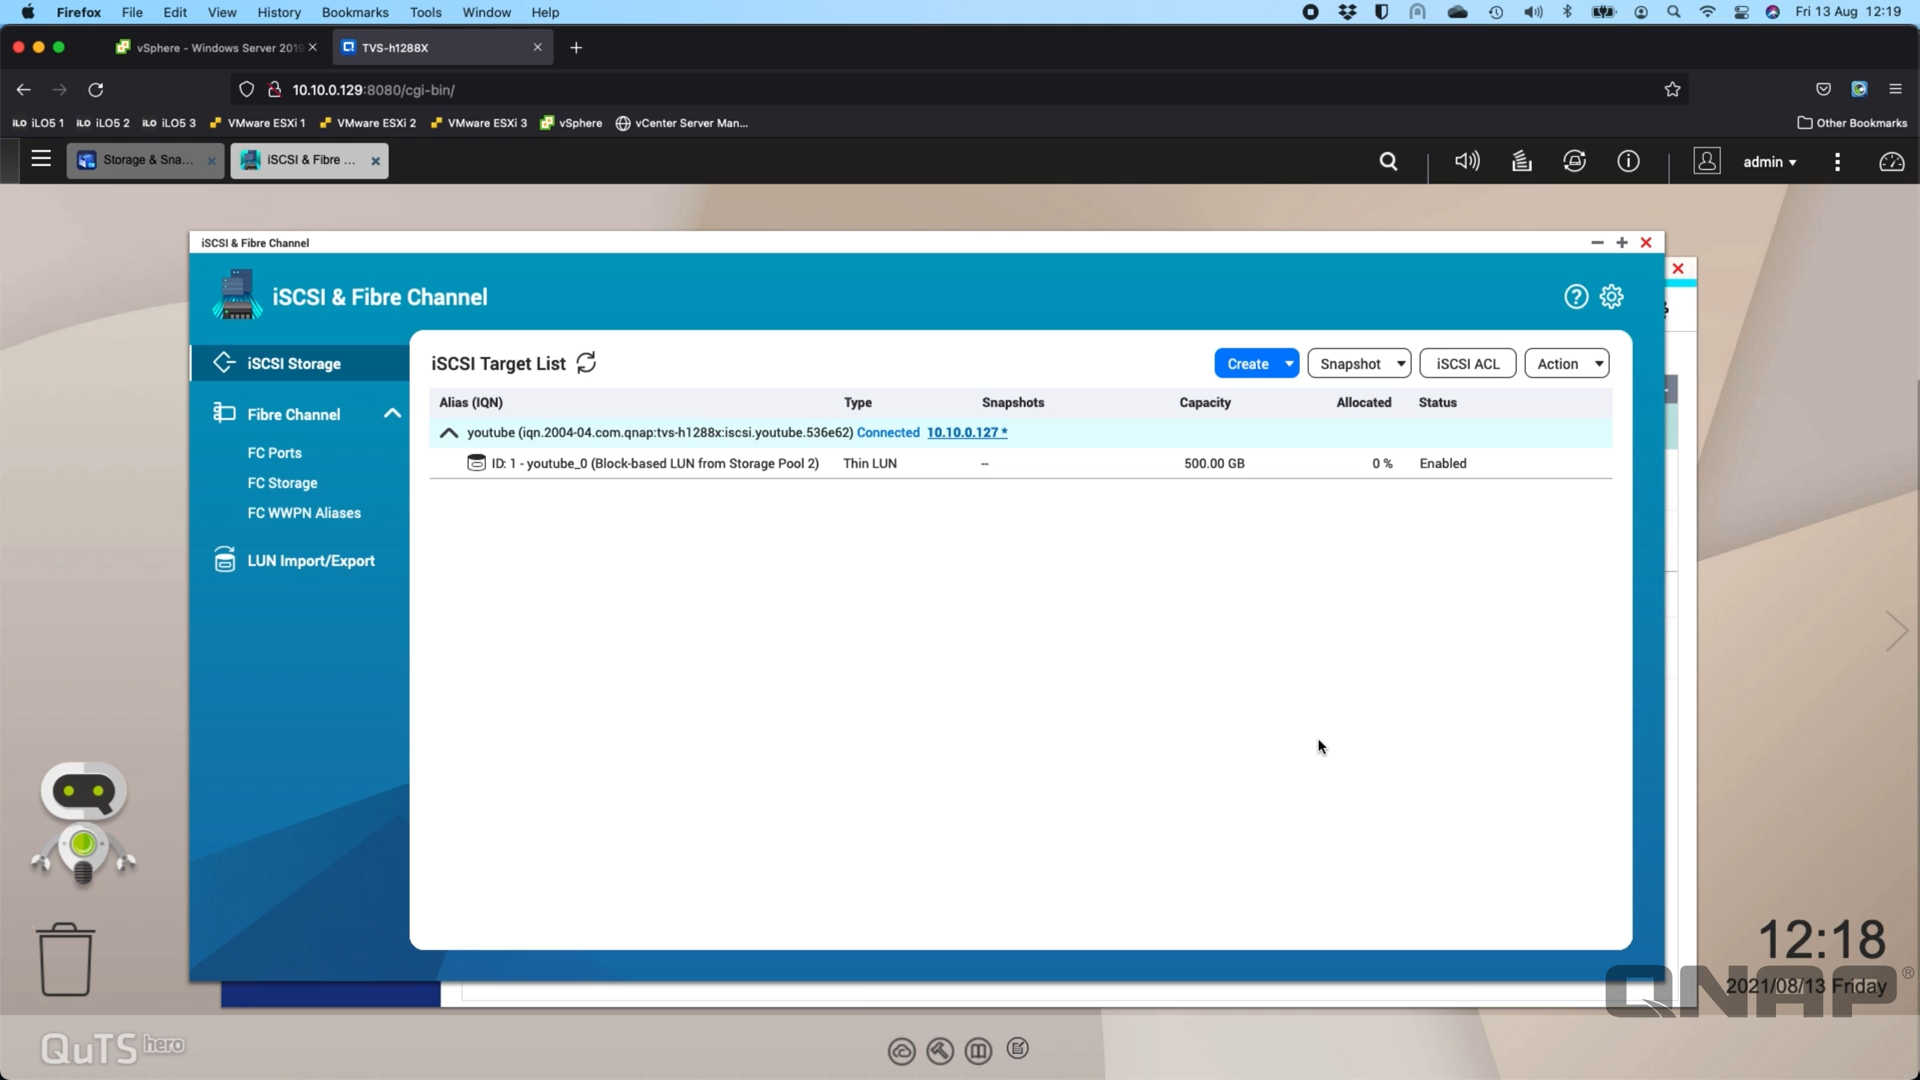 Firefox File Edit View History Bookmarks Tools Window Help Fri 13 Aug 12:19
vSphere - Windows Server 2019 TVS-h1288X
10.10.0.129:8080/cgi-bin/
iLO iLO5 1 iLO iLO5 2 iLO iLO5 3 VMware ESXi 1 VMware ESXi 2 VMware ESXi 3 vSphere vCenter Server Man... Other Bookmarks
Storage & Sna... iSCSI & Fibre ... admin
iSCSI & Fibre Channel
iSCSI & Fibre Channel
iSCSI Storage
Fibre Channel
FC Ports
FC Storage
FC WWPN Aliases
LUN Import/Export
iSCSI Target List Create Snapshot iSCSI ACL Action
Alias (IQN) Type Snapshots Capacity Allocated Status
youtube (iqn.2004-04.com.qnap:tvs-h1288x:iscsi.youtube.536e62) Connected 10.10.0.127 *
ID: 1 - youtube_0 (Block-based LUN from Storage Pool 2) Thin LUN -- 500.00 GB 0 % Enabled
12:18
2021/08/13 Friday
QNAP®
QuTS hero